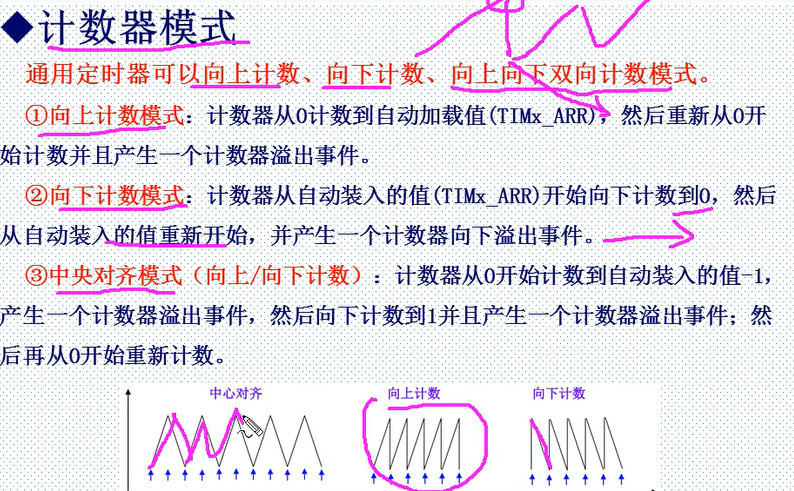 ◆计数器模式
通用定时器可以向上计数、向下计数、向上向下双向计数模式。
①向上计数模式：计数器从0计数到自动加载值(TIMx_ARR)，然后重新从0开
始计数并且产生一个计数器溢出事件。
②向下计数模式：计数器从自动装入的值(TIMx_ARR)开始向下计数到0，然后
从自动装入的值重新开始，并产生一个计数器向下溢出事件。
③中央对齐模式（向上/向下计数）：计数器从0开始计数到自动装入的值-1，
产生一个计数器溢出事件，然后向下计数到1并且产生一个计数器溢出事件；然
后再从0开始重新计数。
中心对齐 向上计数 向下计数